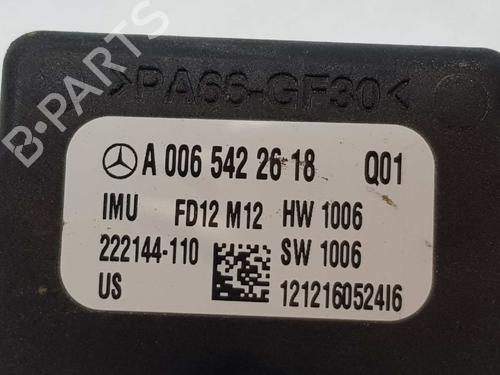 >PA66-GF30<
A 006 542 26 18 Q01
IMU FD12 M12 HW 1006
222144-110 SW 1006
US 121216052416
B-PARTS